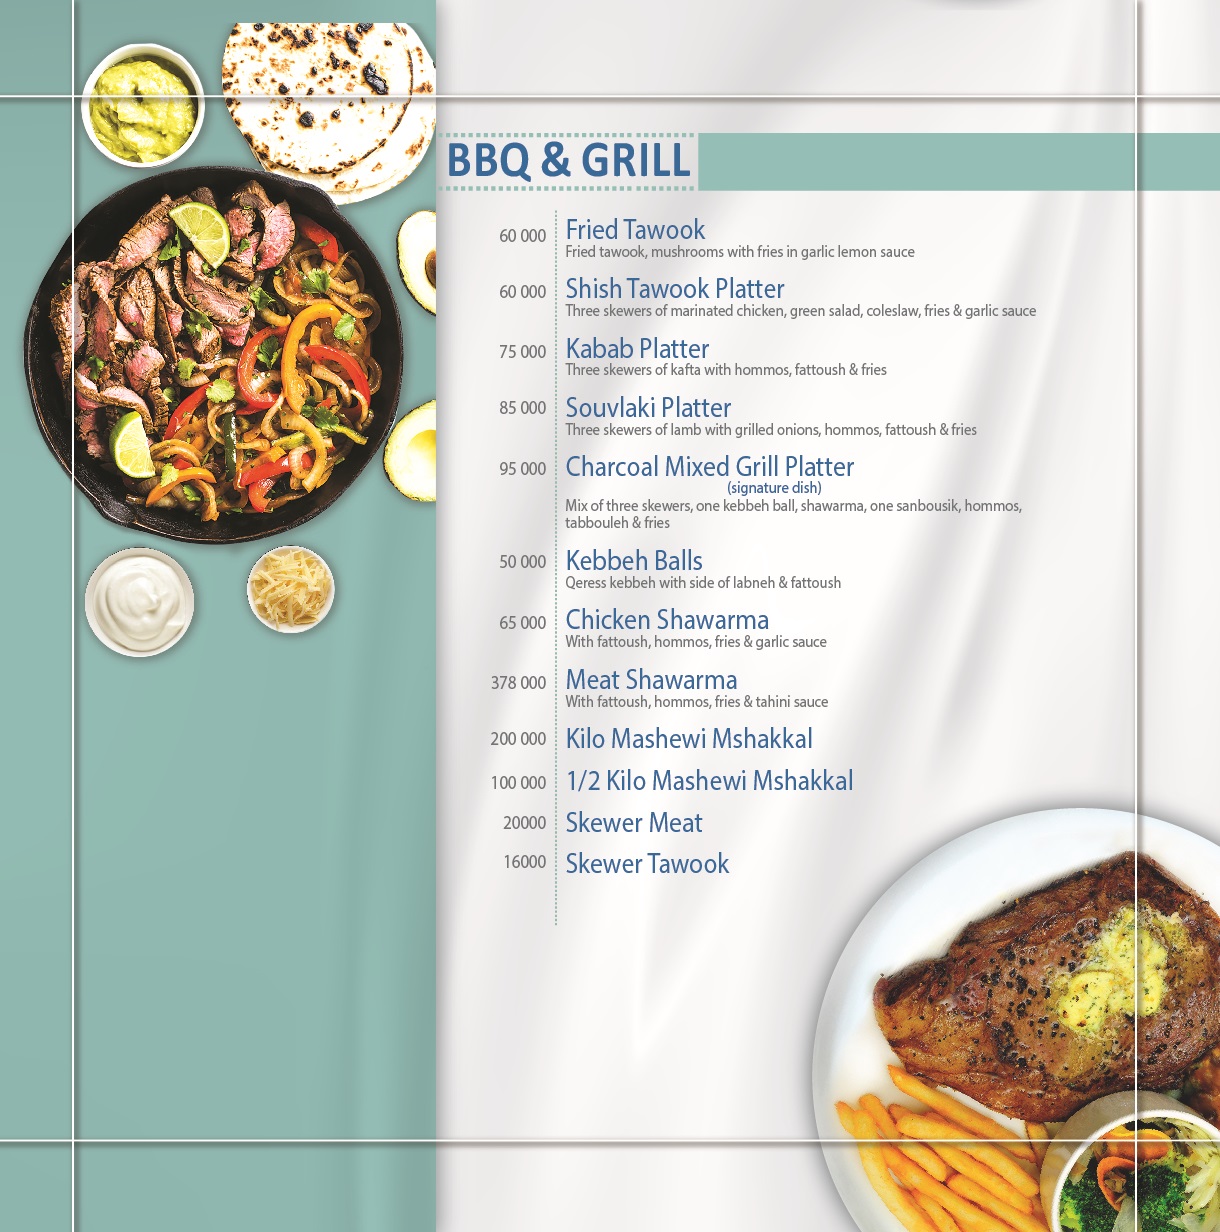 BBQ & GRILL
60 000 Fried Tawook
Fried tawook, mushrooms with fries in garlic lemon sauce
60 000 Shish Tawook Platter
Three skewers of marinated chicken, green salad, coleslaw, fries & garlic sauce
75 000 Kabab Platter
Three skewers of kafta with hommos, fattoush & fries
85 000 Souvlaki Platter
Three skewers of lamb with grilled onions, hommos, fattoush & fries
95 000 Charcoal Mixed Grill Platter
(signature dish)
Mix of three skewers, one kebbeh ball, shawarma, one sanbousik, hommos,
tabbouleh & fries
50 000 Kebbeh Balls
Qeress kebbeh with side of labneh & fattoush
65 000 Chicken Shawarma
With fattoush, hommos, fries & garlic sauce
378 000 Meat Shawarma
With fattoush, hommos, fries & tahini sauce
200 000 Kilo Mashewi Mshakkal
100 000 1/2 Kilo Mashewi Mshakkal
20000 Skewer Meat
16000 Skewer Tawook